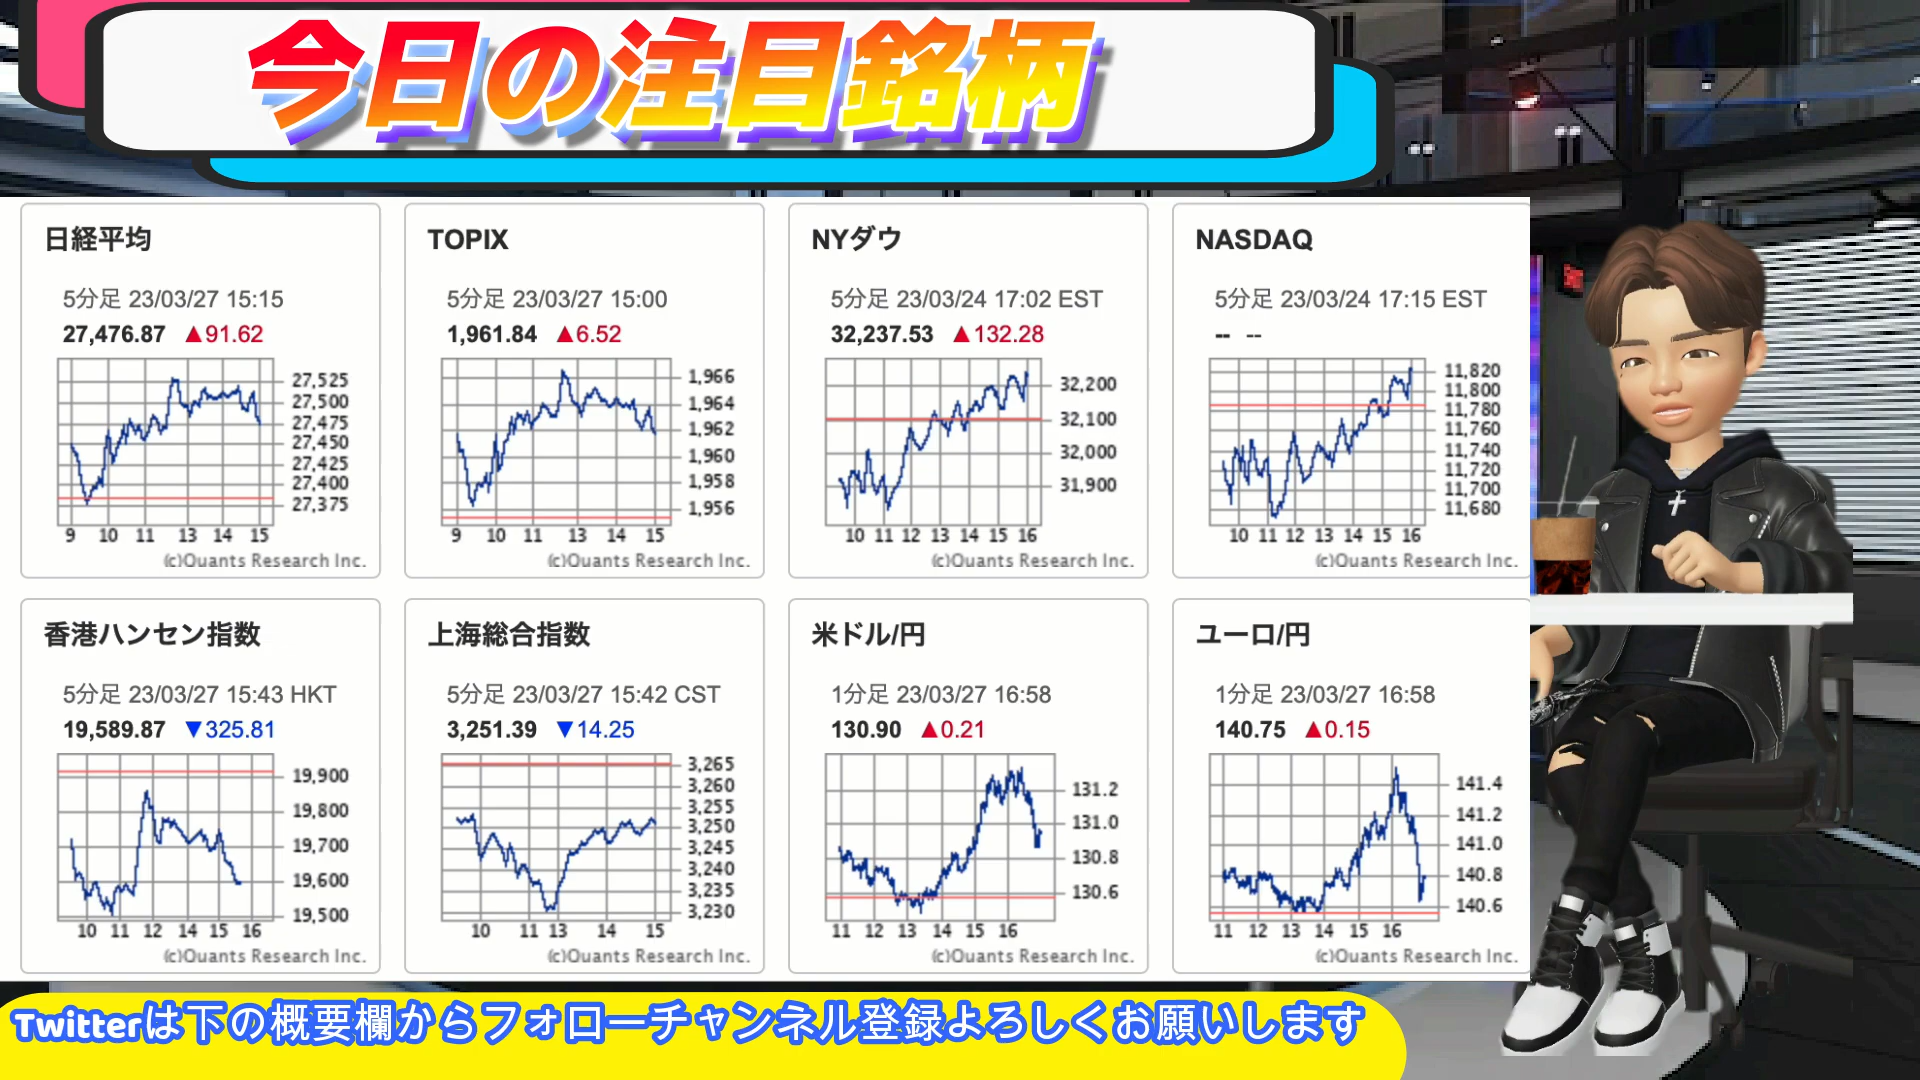 今日の注目銘柄
日経平均
5分足 23/03/27 15:15
27,476.87 ▲91.62
27,525
27,500
27,475
27,450
27,425
27,400
27,375
9 10 11 13 14 15
(c)Quants Research Inc.
TOPIX
5分足 23/03/27 15:00
1,961.84 ▲6.52
1,966
1,964
1,962
1,960
1,958
1,956
9 10 11 13 14 15
(c)Quants Research Inc.
NYダウ
5分足 23/03/24 17:02 EST
32,237.53 ▲132.28
32,200
32,100
32,000
31,900
10 11 12 13 14 15 16
(c)Quants Research Inc.
NASDAQ
5分足 23/03/24 17:15 EST
-- --
11,820
11,800
11,780
11,760
11,740
11,720
11,700
11,680
10 11 12 13 14 15 16
(c)Quants Research Inc.
香港ハンセン指数
5分足 23/03/27 15:43 HKT
19,589.87 ▼325.81
19,900
19,800
19,700
19,600
19,500
10 11 12 14 15 16
(c)Quants Research Inc.
上海総合指数
5分足 23/03/27 15:42 CST
3,251.39 ▼14.25
3,265
3,260
3,255
3,250
3,245
3,240
3,235
3,230
10 11 13 14 15
(c)Quants Research Inc.
米ドル/円
1分足 23/03/27 16:58
130.90 ▲0.21
131.2
131.0
130.8
130.6
11 12 13 14 15 16
(c)Quants Research Inc.
ユーロ/円
1分足 23/03/27 16:58
140.75 ▲0.15
141.4
141.2
141.0
140.8
140.6
11 12 13 14 15 16
(c)Quants Research Inc.
Twitterは下の概要欄からフォローチャンネル登録よろしくお願いします